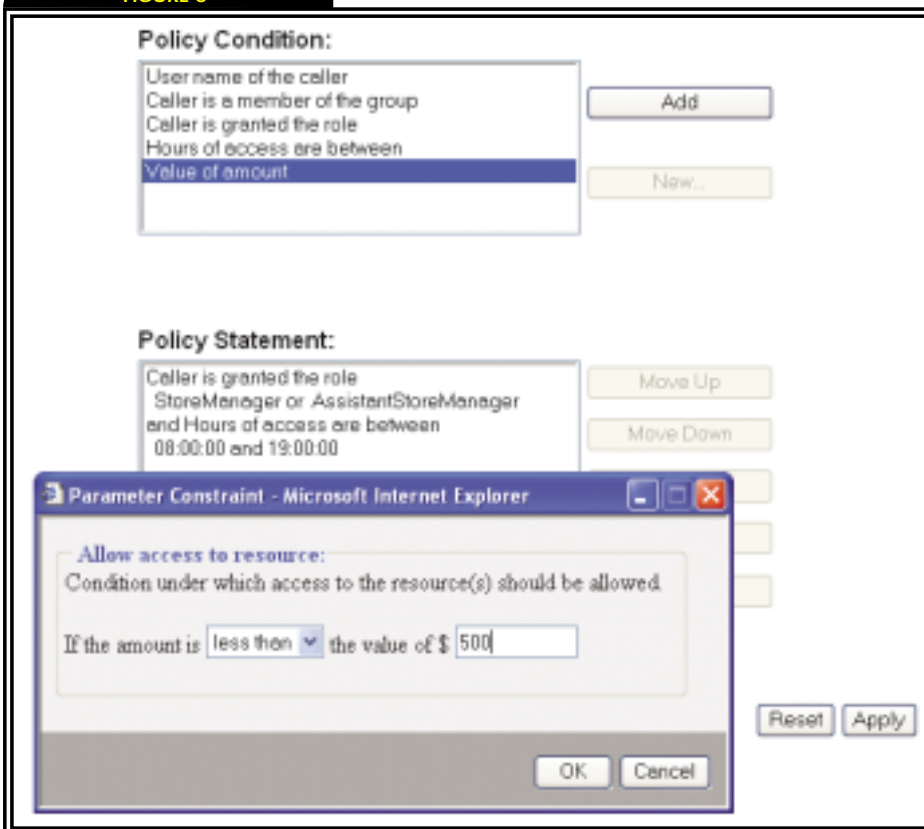 Policy Condition:
User name of the caller
Caller is a member of the group
Caller is granted the role
Hours of access are between
Value of amount
Add
New...
Policy Statement:
Caller is granted the role
StoreManager or AssistantStoreManager
and Hours of access are between
08:00:00 and 19:00:00
Move Up
Move Down
Parameter Constraint - Microsoft Internet Explorer
Allow access to resource:
Condition under which access to the resource(s) should be allowed
If the amount is less than the value of $ 500
Reset Apply
OK Cancel